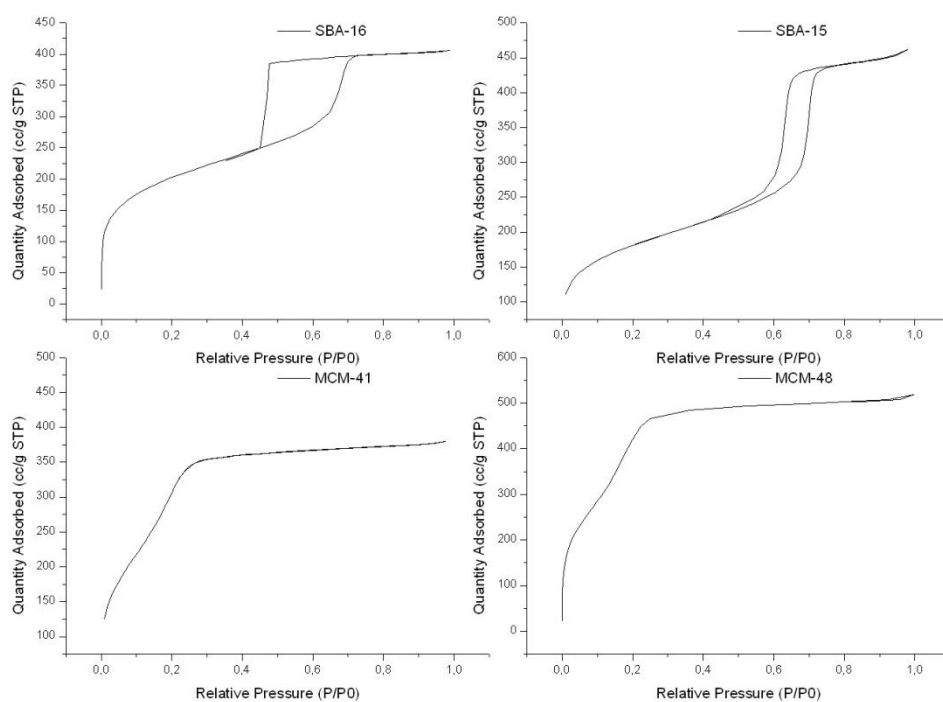 SBA-16
Quantity Adsorbed (cc/g STP)
450
400
350
300
250
200
150
100
50
0
0,0 0,2 0,4 0,6 0,8 1,0
Relative Pressure (P/P0)
SBA-15
Quantity Adsorbed (cc/g STP)
500
450
400
350
300
250
200
150
100
0,0 0,2 0,4 0,6 0,8 1,0
Relative Pressure (P/P0)
MCM-41
Quantity Adsorbed (cc/g STP)
500
450
400
350
300
250
200
150
100
0,0 0,2 0,4 0,6 0,8 1,0
Relative Pressure (P/P0)
MCM-48
Quantity Adsorbed (cc/g STP)
600
500
400
300
200
100
0
0,0 0,2 0,4 0,6 0,8 1,0
Relative Pressure (P/P0)